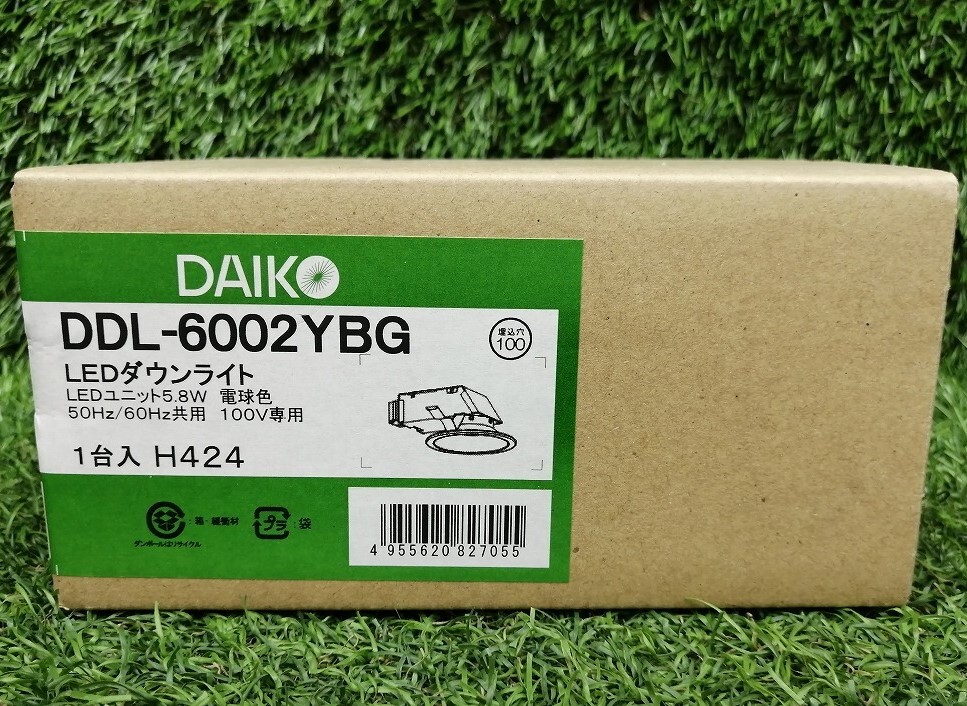 DAIKO
DDL-6002YBG
埋込穴
100
LEDダウンライト
LEDユニット5.8W 電球色
50Hz/60Hz共用 100V専用
1台入 H424
:箱・緩衝材
ダンボールはリサイクル
プラ :袋
4 955620 827055